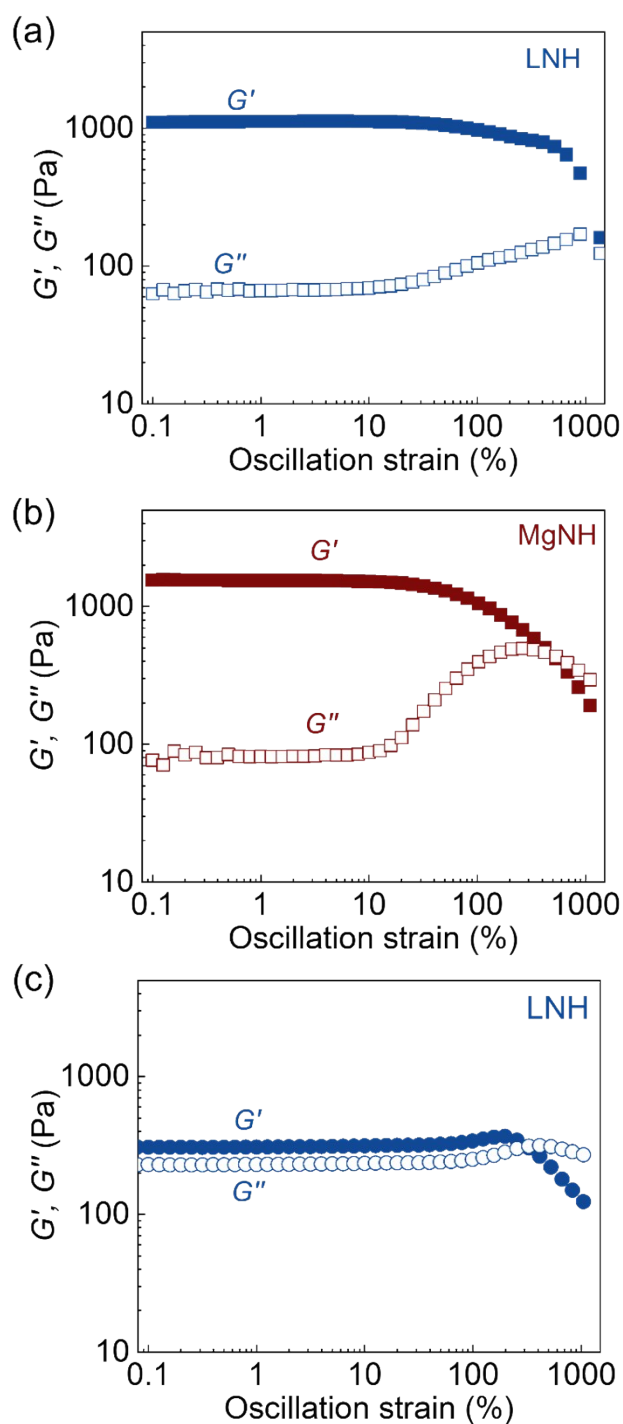 (a)
LNH
G′
1000
G′, G″ (Pa)
G″
100
10
0.1 1 10 100 1000
Oscillation strain (%)
(b)
MgNH
G′
1000
G′, G″ (Pa)
G″
100
10
0.1 1 10 100 1000
Oscillation strain (%)
(c)
LNH
1000
G′
G′, G″ (Pa)
G″
100
10
0.1 1 10 100 1000
Oscillation strain (%)